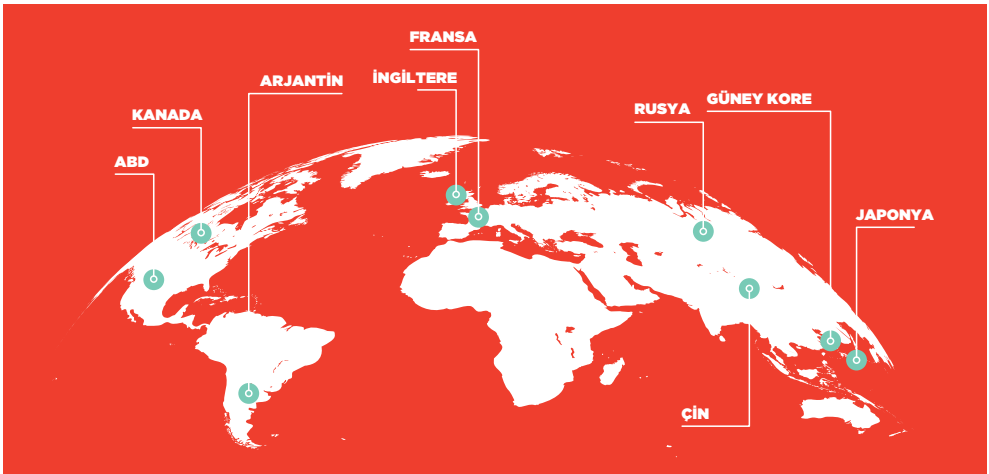 FRANSA
ARJANTİN
İNGİLTERE
KANADA
RUSYA
GÜNEY KORE
ABD
JAPONYA
ÇİN